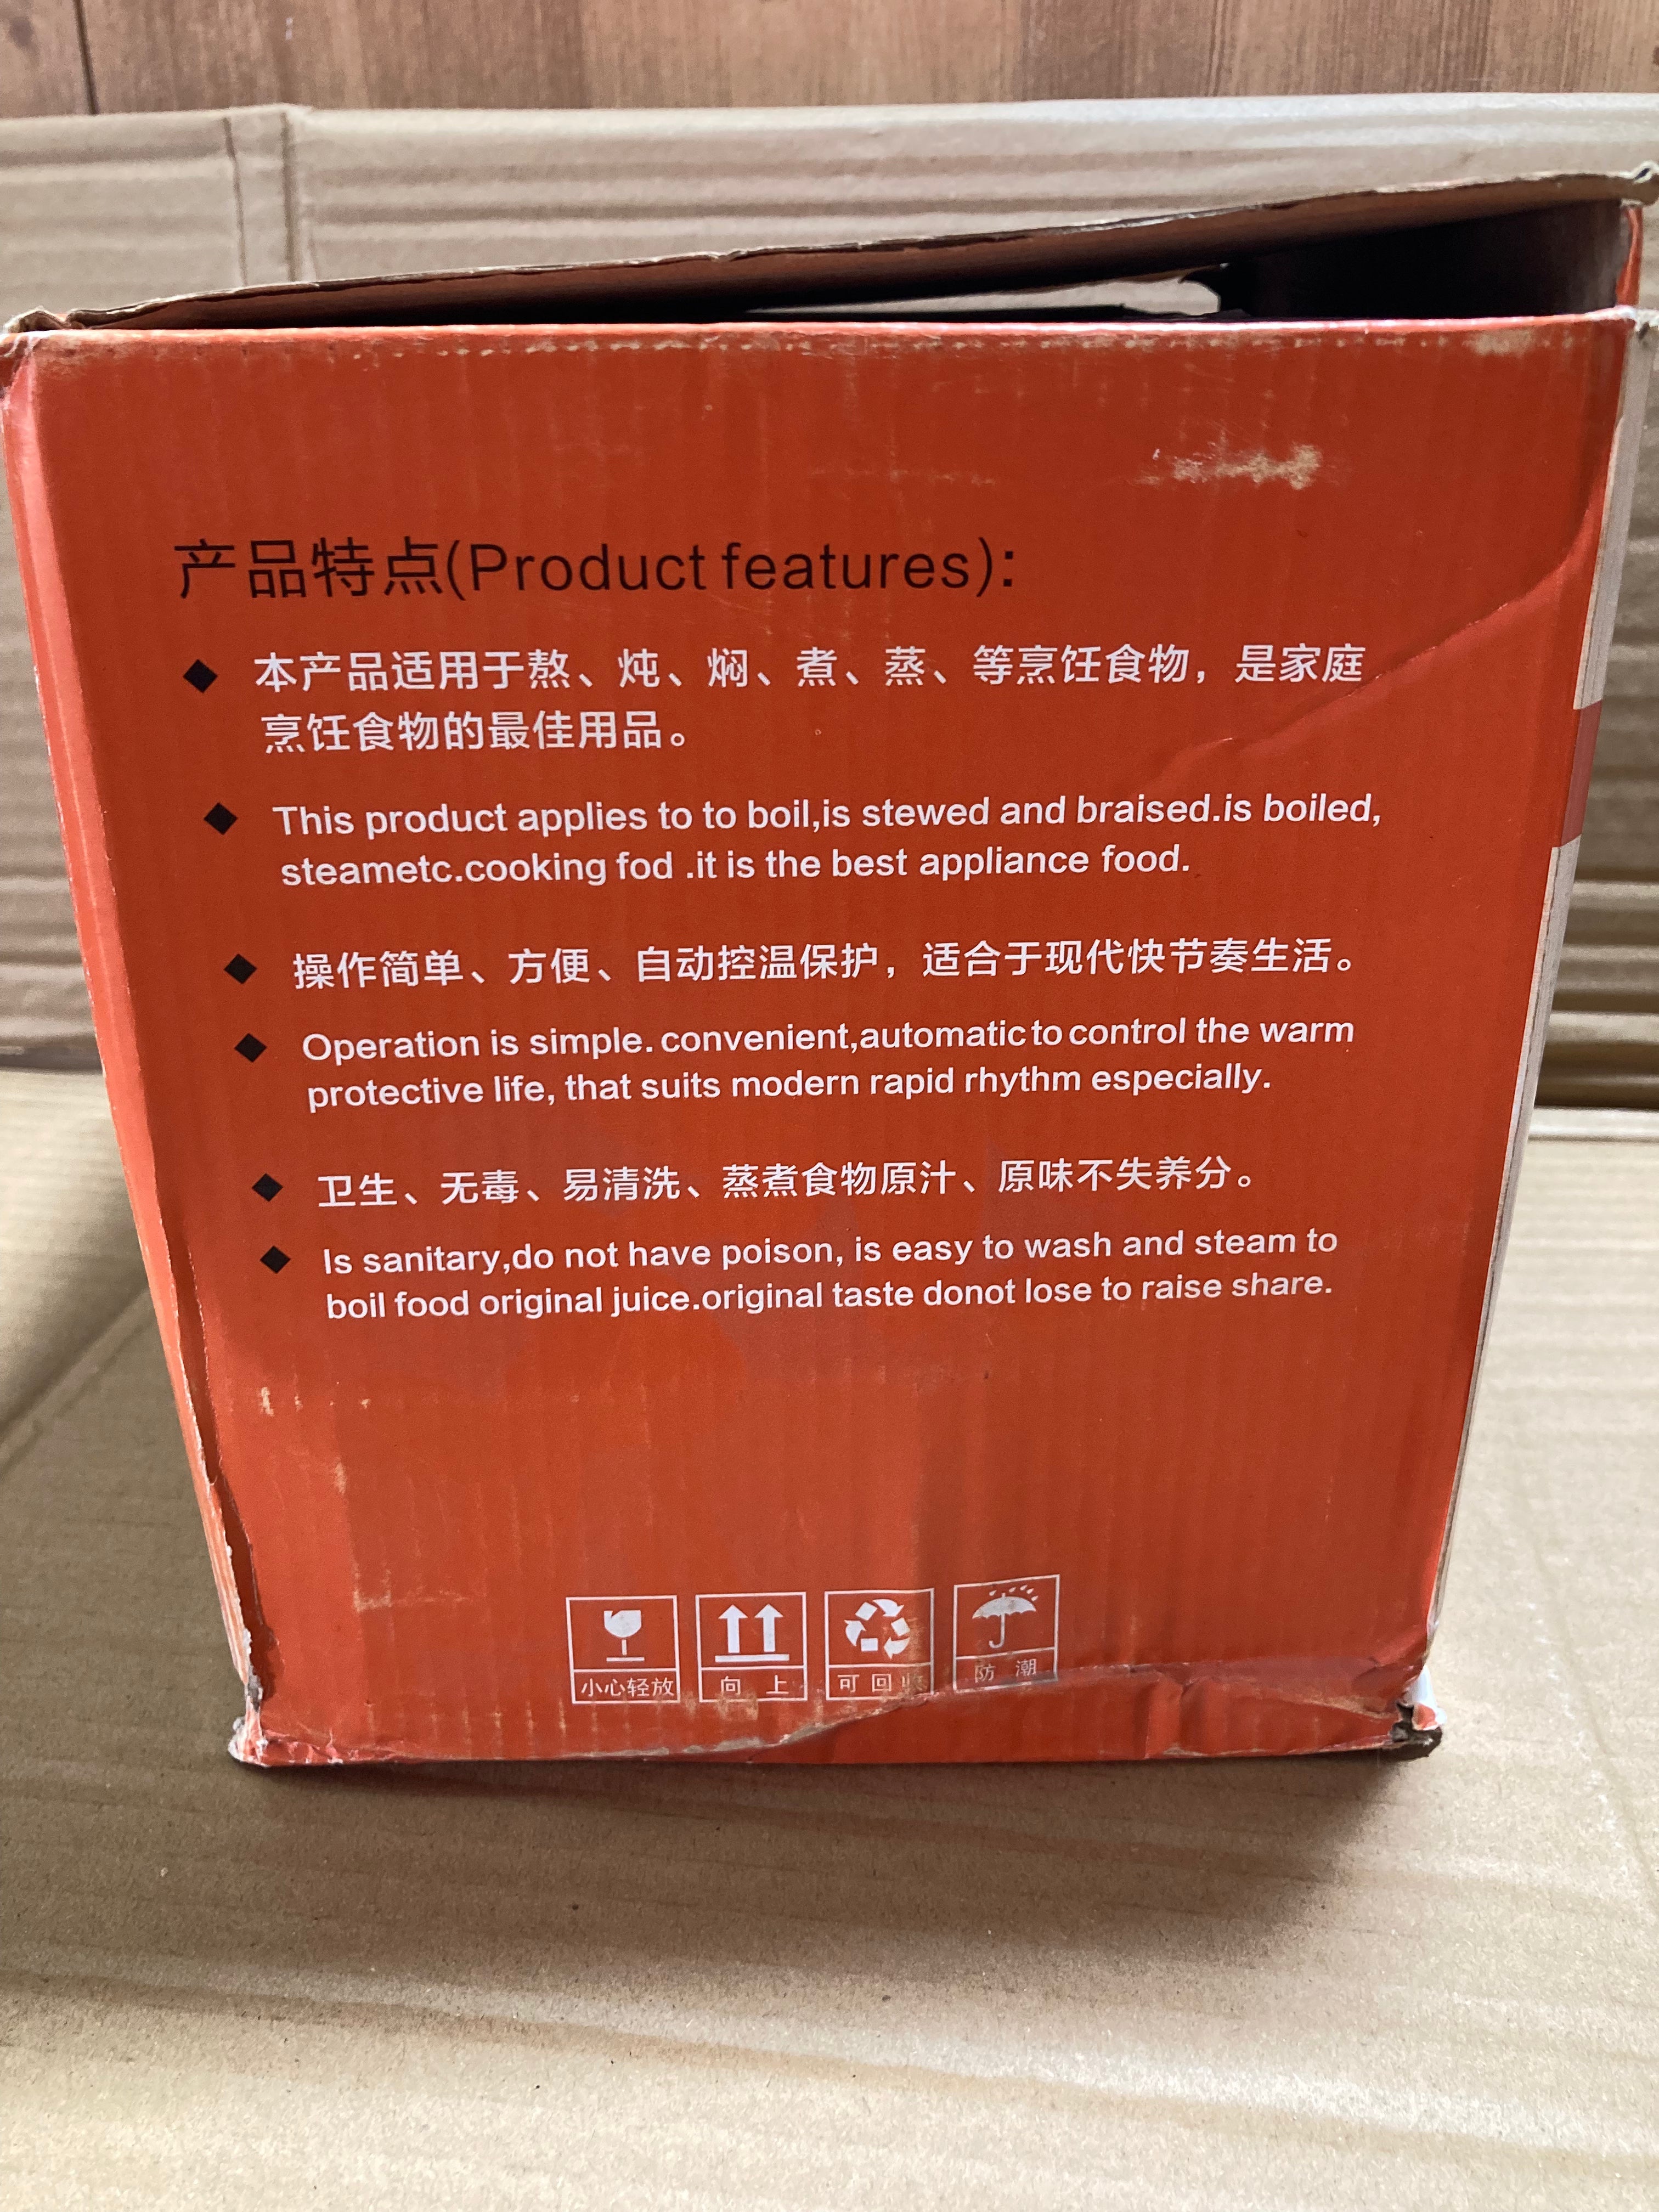 产品特点(Product features):
◆ 本产品适用于熬、炖、焖、煮、蒸、等烹饪食物，是家庭
烹饪食物的最佳用品。
◆ This product applies to to boil,is stewed and braised.is boiled,
steametc.cooking fod .it is the best appliance food.
◆ 操作简单、方便、自动控温保护，适合于现代快节奏生活。
◆ Operation is simple. convenient,automatic to control the warm
protective life, that suits modern rapid rhythm especially.
◆ 卫生、无毒、易清洗、蒸煮食物原汁、原味不失养分。
◆ Is sanitary,do not have poison, is easy to wash and steam to
boil food original juice.original taste donot lose to raise share.
小心轻放 向上 可回收 防潮